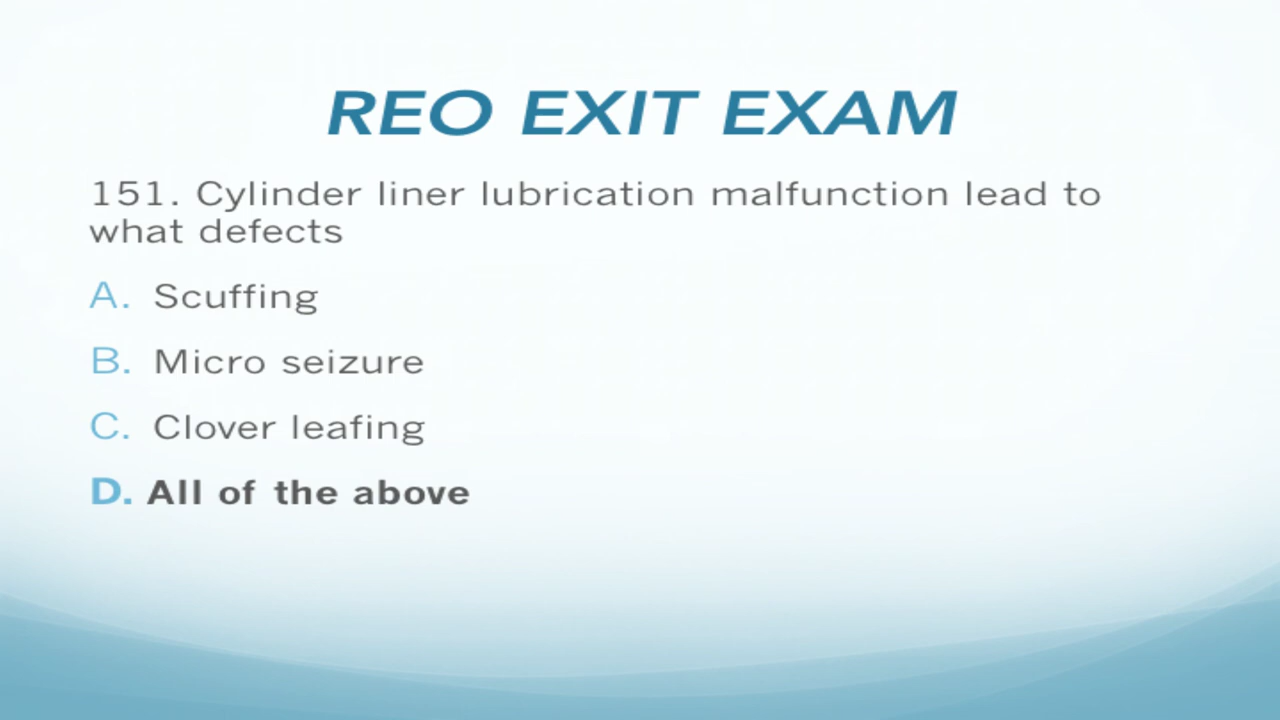 REO EXIT EXAM
151. Cylinder liner lubrication malfunction lead to
what defects
A. Scuffing
B. Micro seizure
C. Clover leafing
D. All of the above